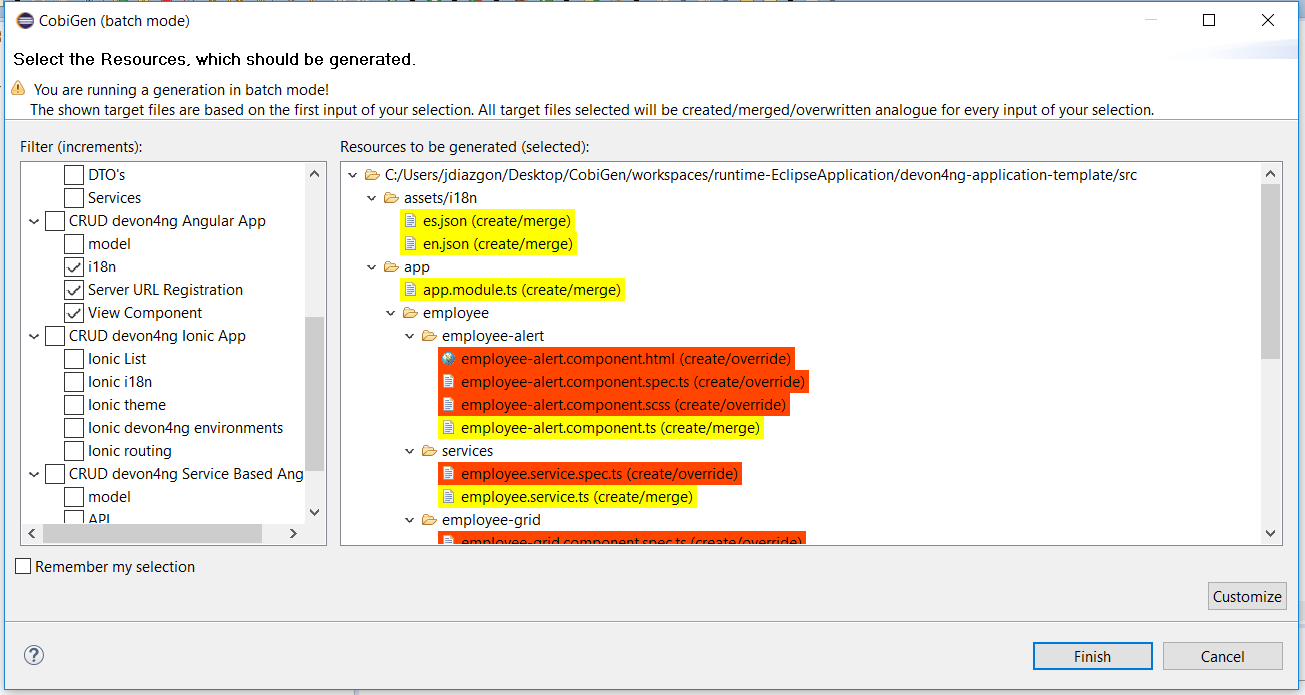 CobiGen (batch mode)
Select the Resources, which should be generated.
You are running a generation in batch mode!
The shown target files are based on the first input of your selection. All target files selected will be created/merged/overwritten analogue for every input of your selection.
Filter (increments):
DTO's
Services
CRUD devon4ng Angular App
model
i18n
Server URL Registration
View Component
CRUD devon4ng Ionic App
Ionic List
Ionic i18n
Ionic theme
Ionic devon4ng environments
Ionic routing
CRUD devon4ng Service Based Ang
model
API
Resources to be generated (selected):
C:/Users/jdiazgon/Desktop/CobiGen/workspaces/runtime-EclipseApplication/devon4ng-application-template/src
assets/i18n
es.json (create/merge)
en.json (create/merge)
app
app.module.ts (create/merge)
employee
employee-alert
employee-alert.component.html (create/override)
employee-alert.component.spec.ts (create/override)
employee-alert.component.scss (create/override)
employee-alert.component.ts (create/merge)
services
employee.service.spec.ts (create/override)
employee.service.ts (create/merge)
employee-grid
employee-grid.component.spec.ts (create/override)
Remember my selection
Customize
?
Finish
Cancel